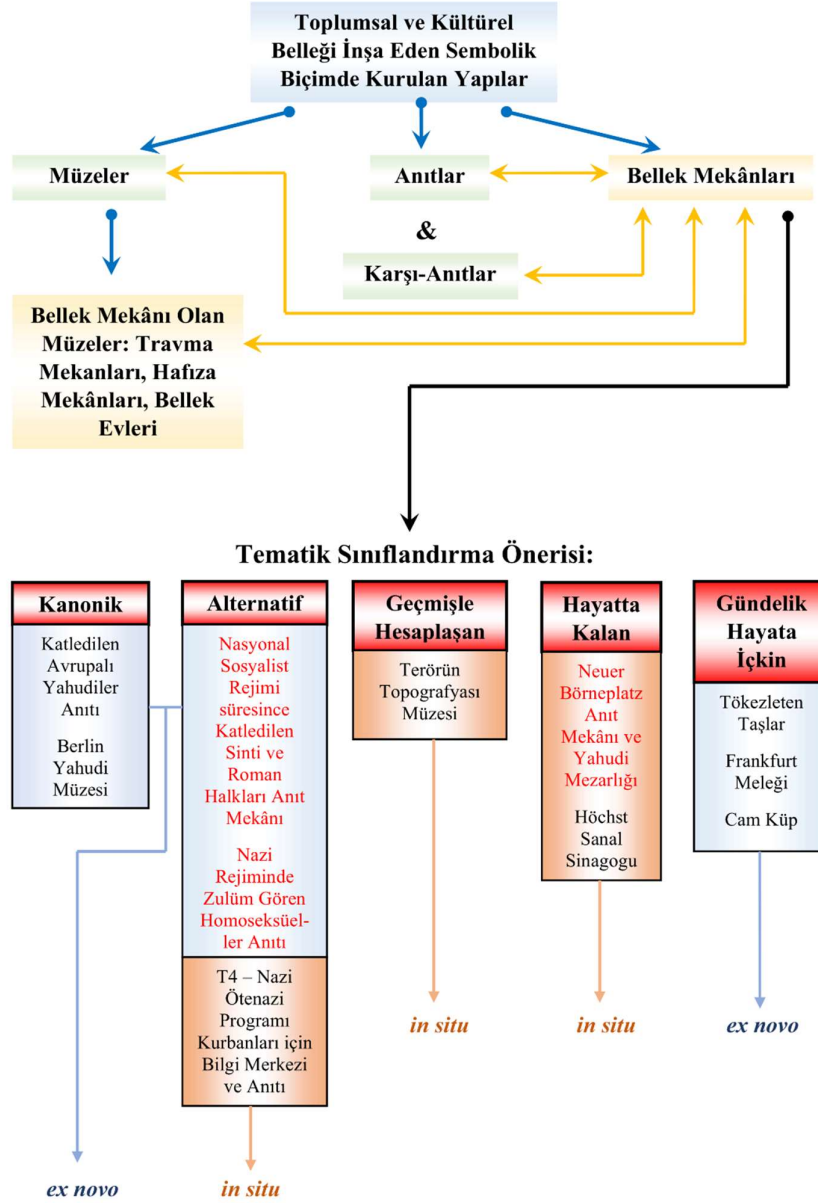 Toplumsal ve Kültürel
Belleği İnşa Eden Sembolik
Biçimde Kurulan Yapılar
Müzeler
Anıtlar
Bellek Mekânları
&
Karşı-Anıtlar
Bellek Mekânı Olan
Müzeler: Travma
Mekanları, Hafıza
Mekânları, Bellek
Evleri
Tematik Sınıflandırma Önerisi:
Kanonik
Katledilen
Avrupalı
Yahudiler
Anıtı
Berlin
Yahudi
Müzesi
ex novo
Alternatif
Nasyonal
Sosyalist
Rejimi
süresince
Katledilen
Sinti ve
Roman
Halkları Anıt
Mekânı
Nazi
Rejiminde
Zulüm Gören
Homoseksüel-
ler Anıtı
T4 – Nazi
Ötenazi
Programı
Kurbanları için
Bilgi Merkezi
ve Anıtı
in situ
Geçmişle
Hesaplaşan
Terörün
Topografyası
Müzesi
in situ
Hayatta
Kalan
Neuer
Börneplatz
Anıt
Mekânı ve
Yahudi
Mezarlığı
Höchst
Sanal
Sinagogu
in situ
Gündelik
Hayata
İçkin
Tökezleten
Taşlar
Frankfurt
Meleği
Cam Küp
ex novo